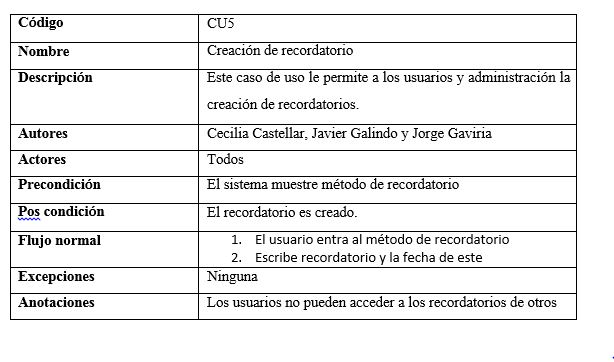 Código CU5
Nombre Creación de recordatorio
Descripción Este caso de uso le permite a los usuarios y administración la
creación de recordatorios.
Autores Cecilia Castellar, Javier Galindo y Jorge Gaviria
Actores Todos
Precondición El sistema muestre método de recordatorio
Pos condición El recordatorio es creado.
Flujo normal 1. El usuario entra al método de recordatorio
2. Escribe recordatorio y la fecha de este
Excepciones Ninguna
Anotaciones Los usuarios no pueden acceder a los recordatorios de otros